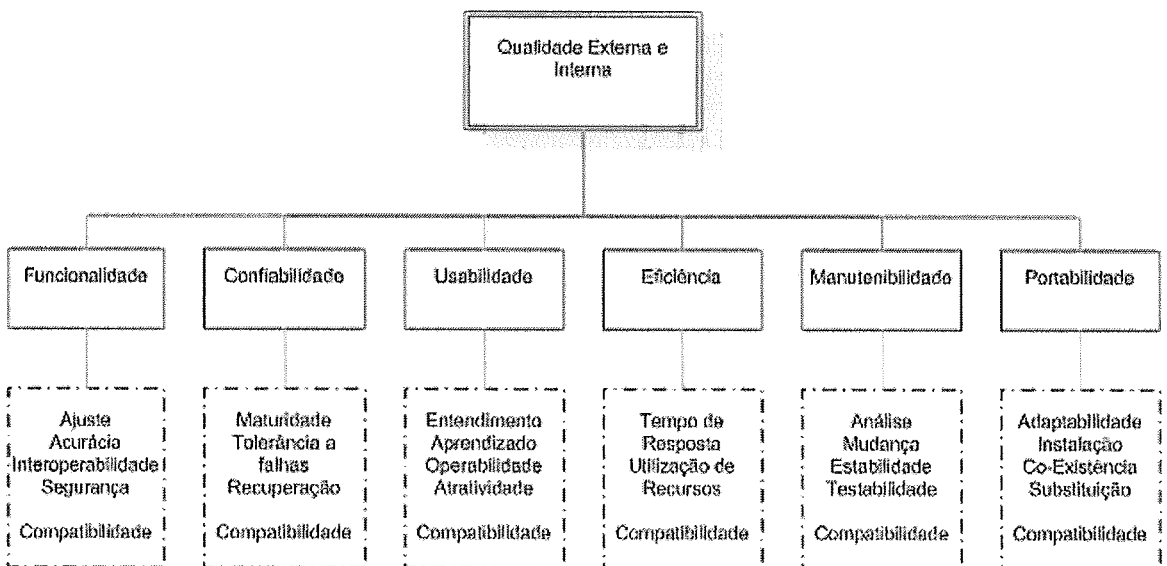 Qualidade Externa e
Interna
Funcionalidade
Confiabilidade
Usabilidade
Eficiência
Manutenibilidade
Portabilidade
Ajuste
Acurácia
Interoperabilidade
Segurança
Compatibilidade
Maturidade
Tolerância a
falhas
Recuperação
Compatibilidade
Entendimento
Aprendizado
Operabilidade
Atratividade
Compatibilidade
Tempo de
Resposta
Utilização de
Recursos
Compatibilidade
Análise
Mudança
Estabilidade
Testabilidade
Compatibilidade
Adaptabilidade
Instalação
Co-Existência
Substituição
Compatibilidade